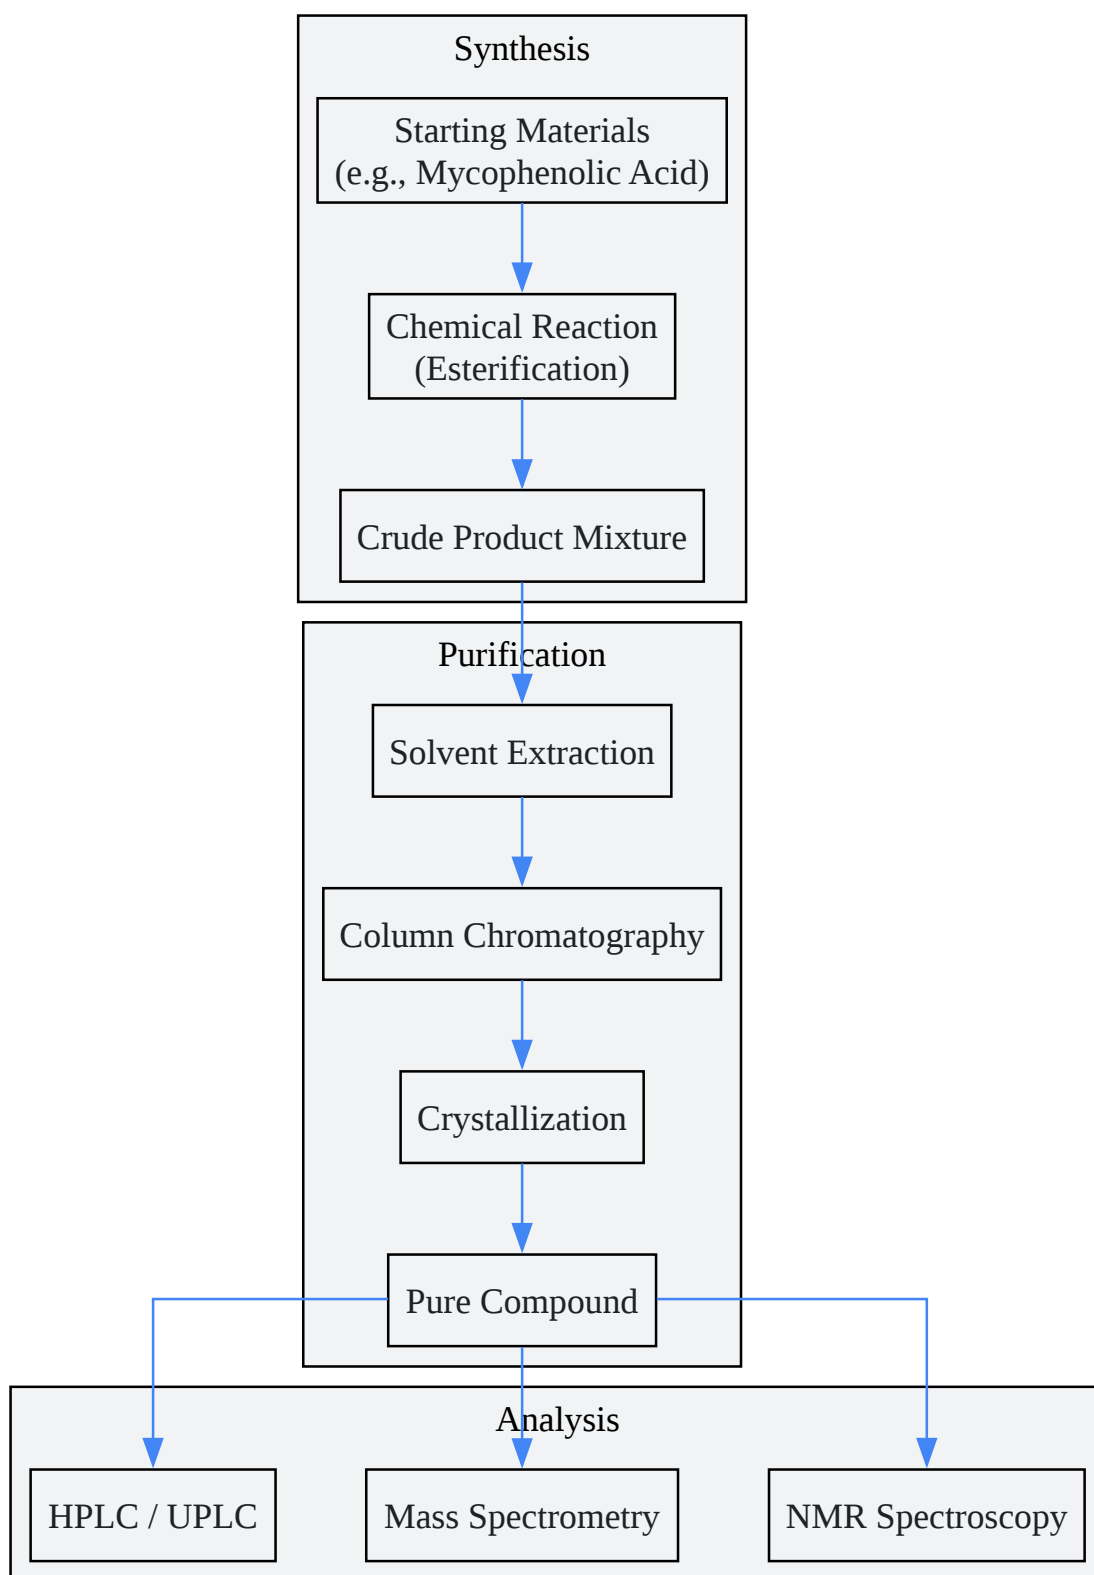 Synthesis
Starting Materials
(e.g., Mycophenolic Acid)
Chemical Reaction
(Esterification)
Crude Product Mixture
Purification
Solvent Extraction
Column Chromatography
Crystallization
Pure Compound
Analysis
HPLC / UPLC
Mass Spectrometry
NMR Spectroscopy